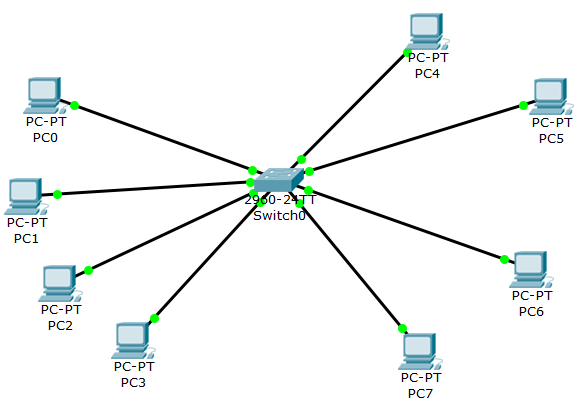 PC-PT
PC4
PC-PT
PC0
PC-PT
PC5
2960-24TT
Switch0
PC-PT
PC1
PC-PT
PC2
PC-PT
PC6
PC-PT
PC3
PC-PT
PC7